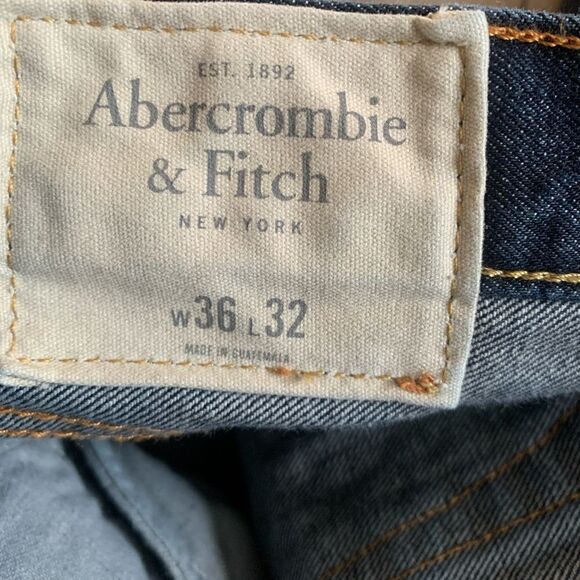 EST. 1892
Abercrombie
& Fitch
NEW YORK
W36 L32
MADE IN GUATEMALA